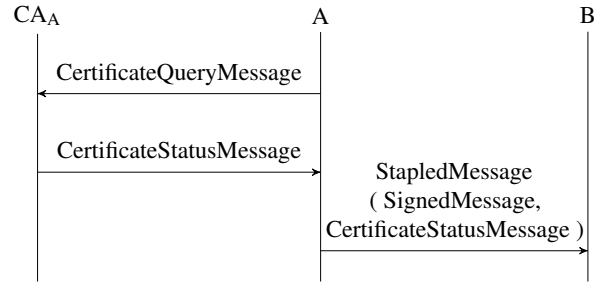 CA_A A B
CertificateQueryMessage
CertificateStatusMessage
StapledMessage
( SignedMessage,
CertificateStatusMessage )